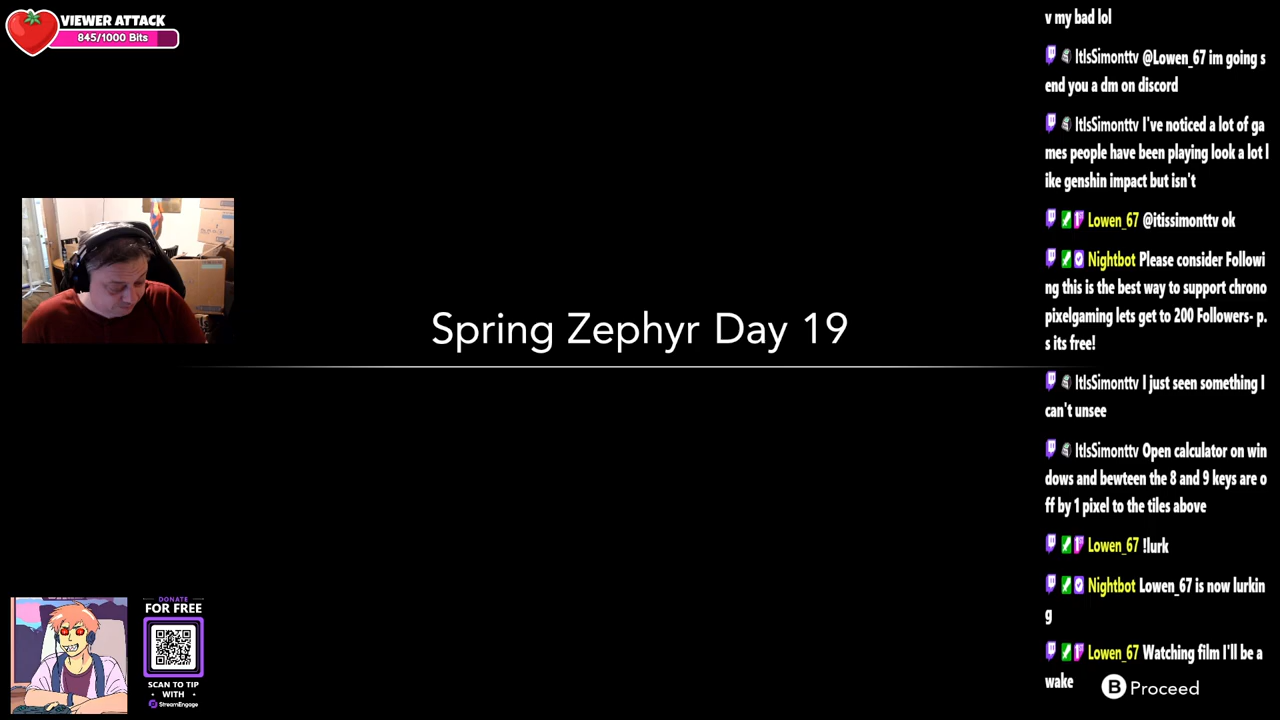 VIEWER ATTACK
845/1000 Bits
Spring Zephyr Day 19
DONATE
FOR FREE
SCAN TO TIP
• WITH •
StreamEngage
v my bad lol
ItIsSimonttv @Lowen_67 im going s
end you a dm on discord
ItIsSimonttv I've noticed a lot of ga
mes people have been playing look a lot l
ike genshin impact but isn't
Lowen_67 @itissimonttv ok
Nightbot Please consider Followi
ng this is the best way to support chrono
pixelgaming lets get to 200 Followers- p.
s its free!
ItIsSimonttv I just seen something I
can't unsee
ItIsSimonttv Open calculator on win
dows and bewteen the 8 and 9 keys are o
ff by 1 pixel to the tiles above
Lowen_67 !lurk
Nightbot Lowen_67 is now lurkin
g
Lowen_67 Watching film I'll be a
wake
B Proceed